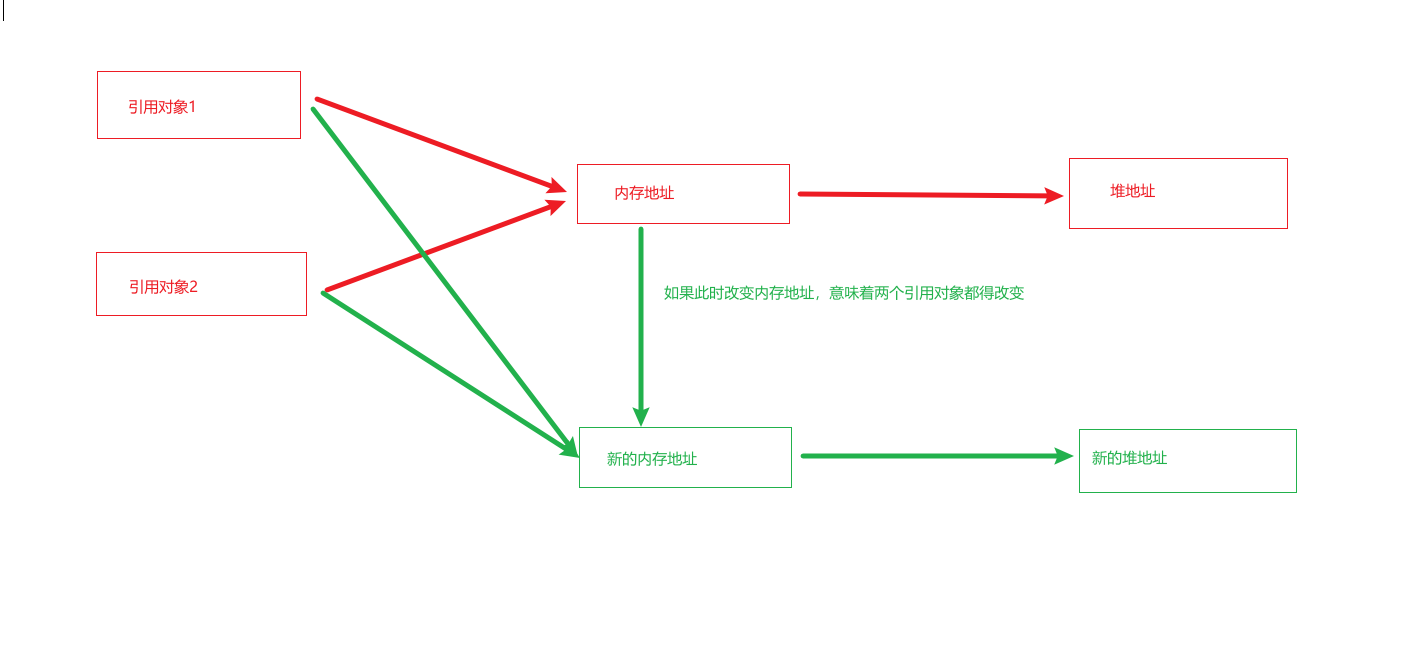 引用对象1
内存地址
堆地址
引用对象2
如果此时改变内存地址，意味着两个引用对象都得改变
新的内存地址
新的堆地址